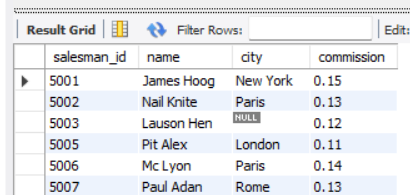 Result Grid Filter Rows: Edit:
salesman_id name city commission
5001 James Hoog New York 0.15
5002 Nail Knite Paris 0.13
5003 Lauson Hen NULL 0.12
5005 Pit Alex London 0.11
5006 Mc Lyon Paris 0.14
5007 Paul Adan Rome 0.13